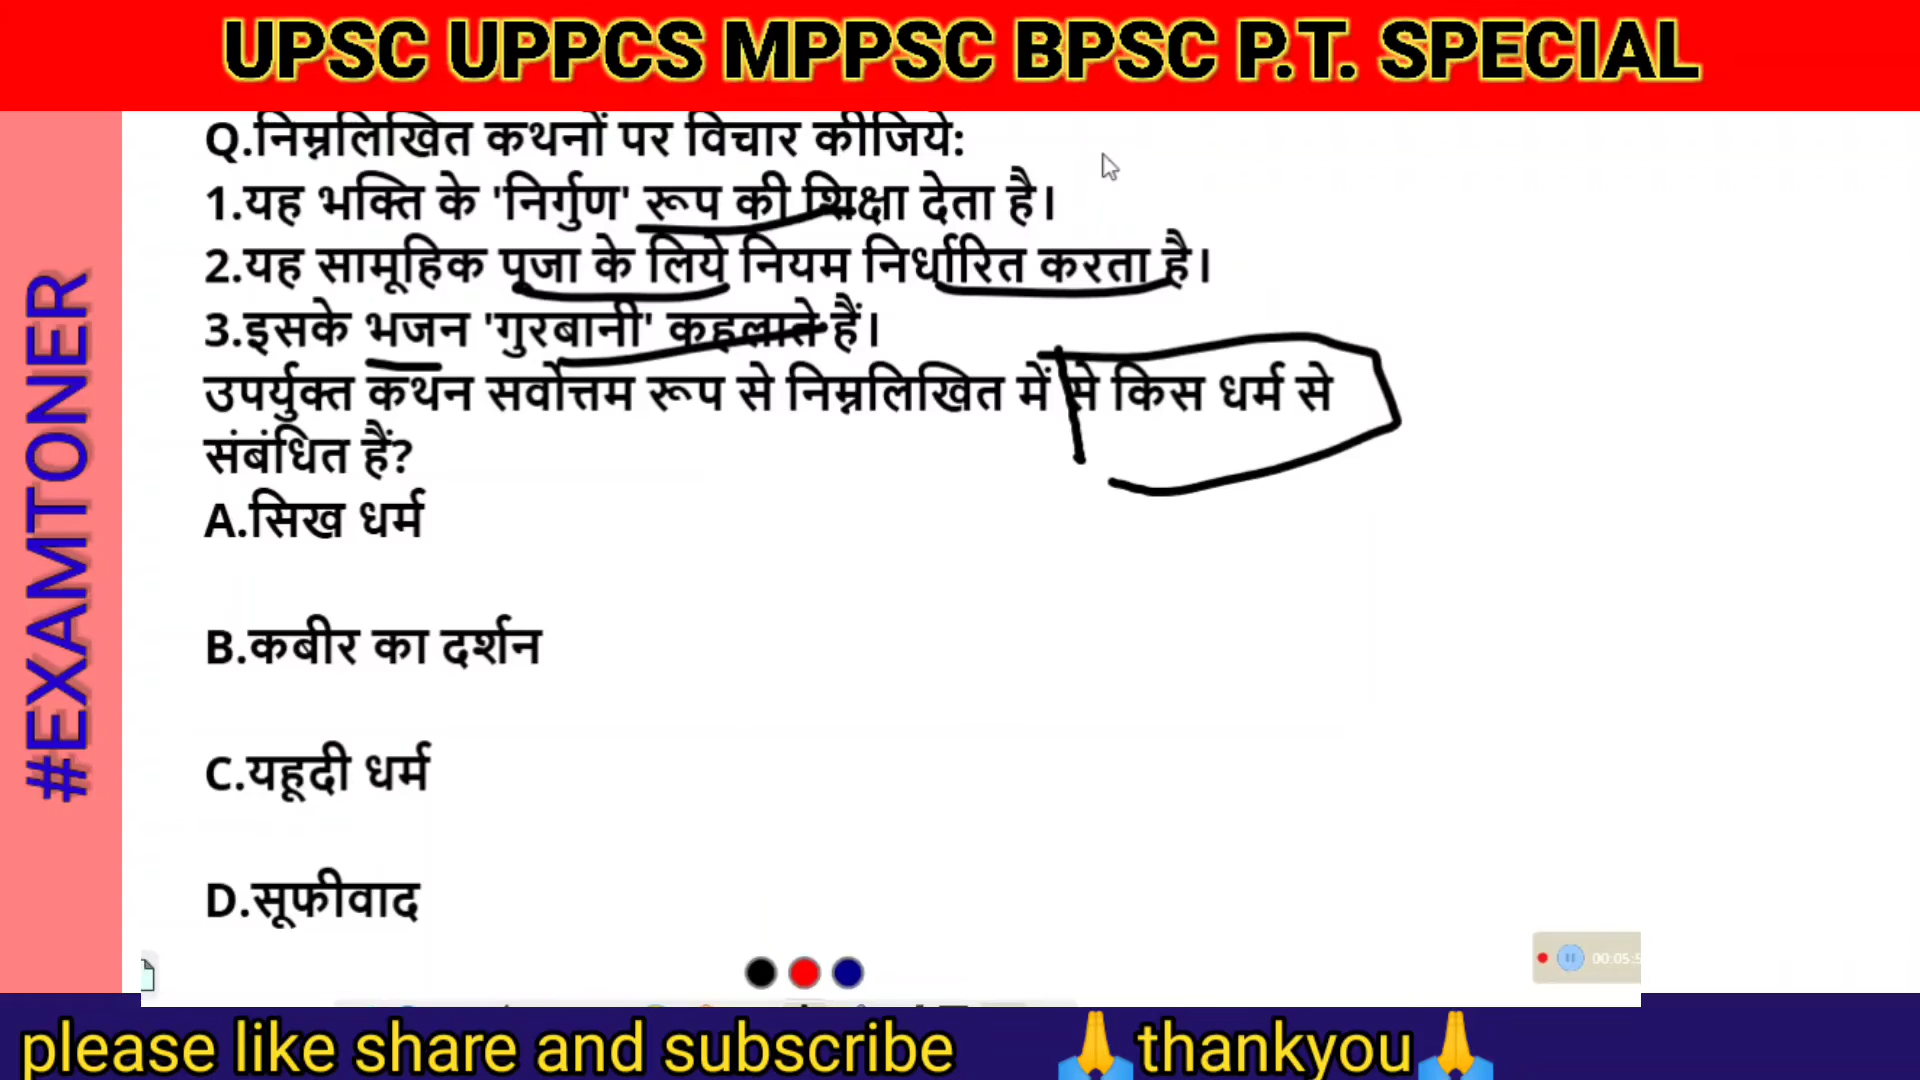 UPSC UPPCS MPPSC BPSC P.T. SPECIAL
#EXAMTONER
Q.निम्नलिखित कथनों पर विचार कीजिये:
1.यह भक्ति के 'निर्गुण' रूप की शिक्षा देता है।
2.यह सामूहिक पूजा के लिये नियम निर्धारित करता है।
3.इसके भजन 'गुरबानी' कहलाते हैं।
उपर्युक्त कथन सर्वोत्तम रूप से निम्नलिखित में से किस धर्म से
संबंधित हैं?
A.सिख धर्म
B.कबीर का दर्शन
C.यहूदी धर्म
D.सूफीवाद
please like share and subscribe 🙏thankyou🙏